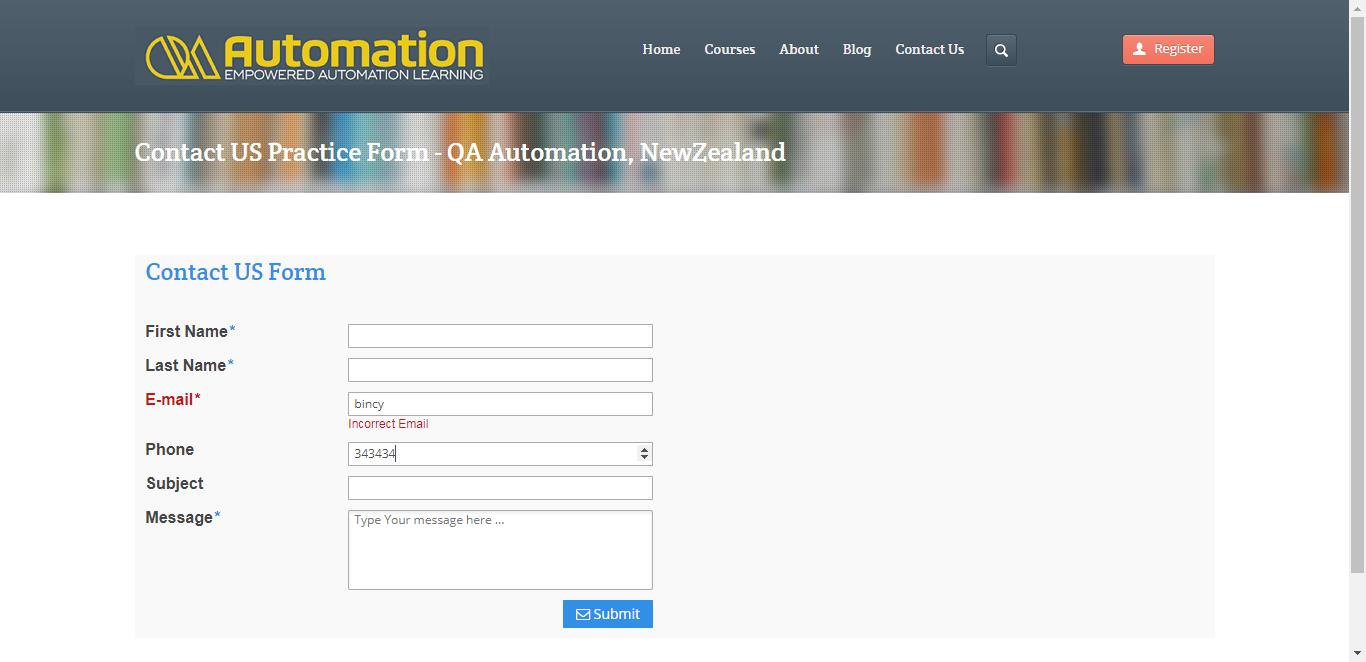 QA Automation
EMPOWERED AUTOMATION LEARNING
Home Courses About Blog Contact Us Register
Contact US Practice Form - QA Automation, NewZealand
Contact US Form
First Name*
Last Name*
E-mail* bincy
Incorrect Email
Phone 343434
Subject
Message* Type Your message here ...
Submit